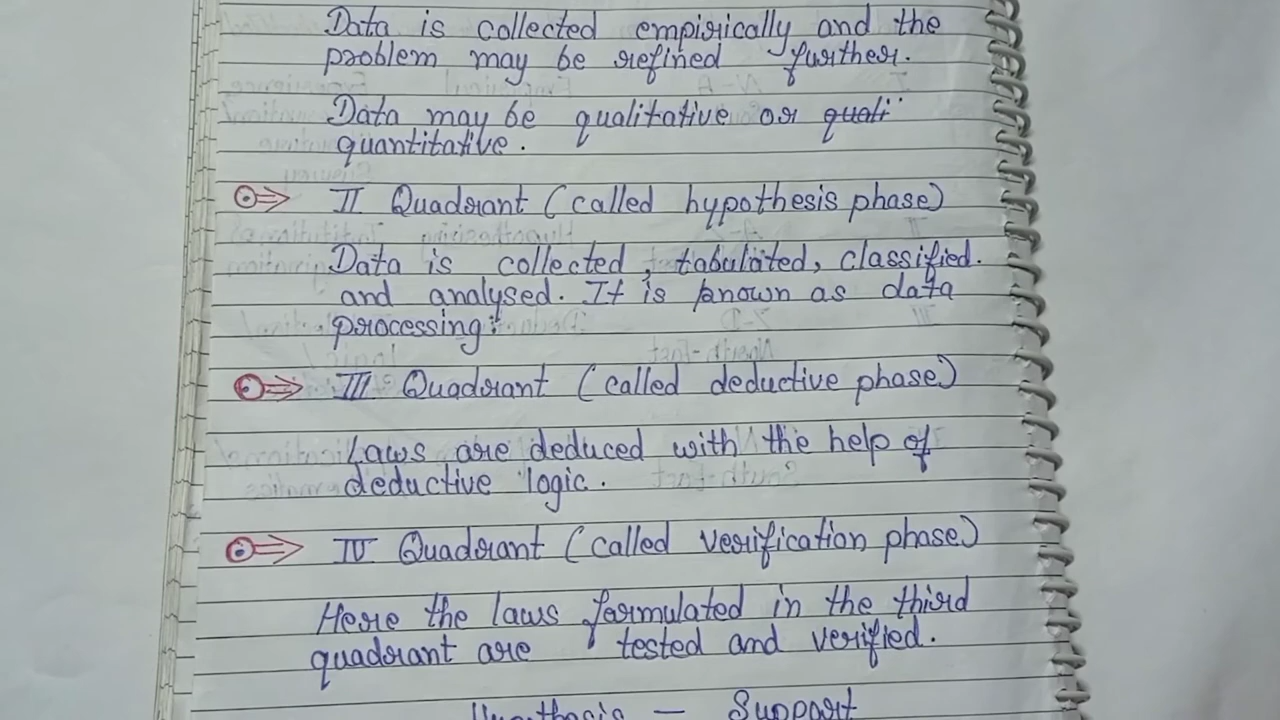 Data is collected empirically and the
problem may be refined further.
Data may be qualitative or quali
quantitative.
II Quadrant (called hypothesis phase)
Data is collected, tabulated, classified.
and analysed. It is known as data
processing.
III Quadrant (called deductive phase)
Laws are deduced with the help of
deductive logic.
IV Quadrant (called verification phase)
Here the laws formulated in the third
quadrant are tested and verified.
Hypothesis — Support